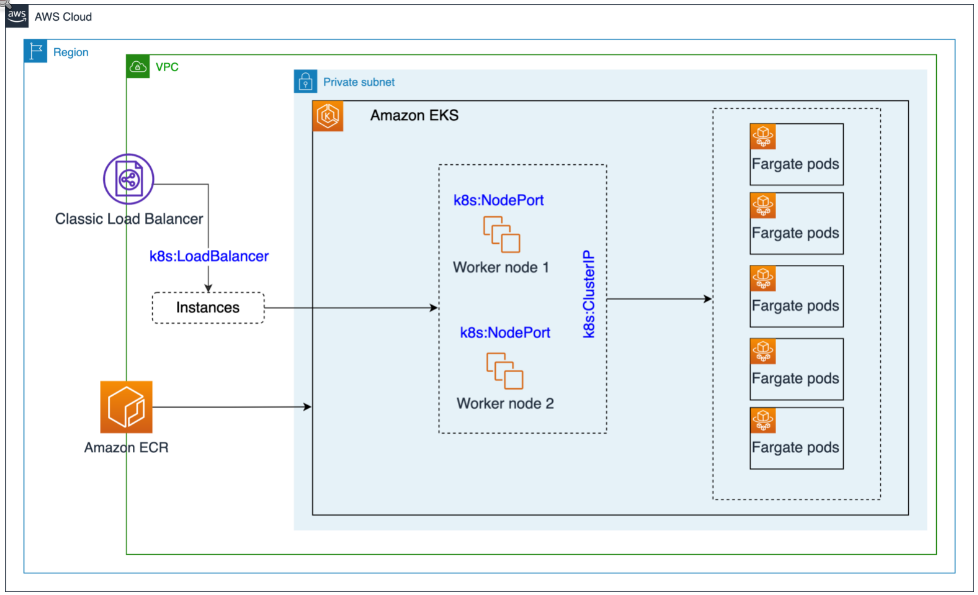 aws
AWS Cloud
Region
VPC
Private subnet
Amazon EKS
Classic Load Balancer
k8s:LoadBalancer
Instances
Amazon ECR
k8s:NodePort
Worker node 1
k8s:NodePort
Worker node 2
k8s:ClusterIP
Fargate pods
Fargate pods
Fargate pods
Fargate pods
Fargate pods